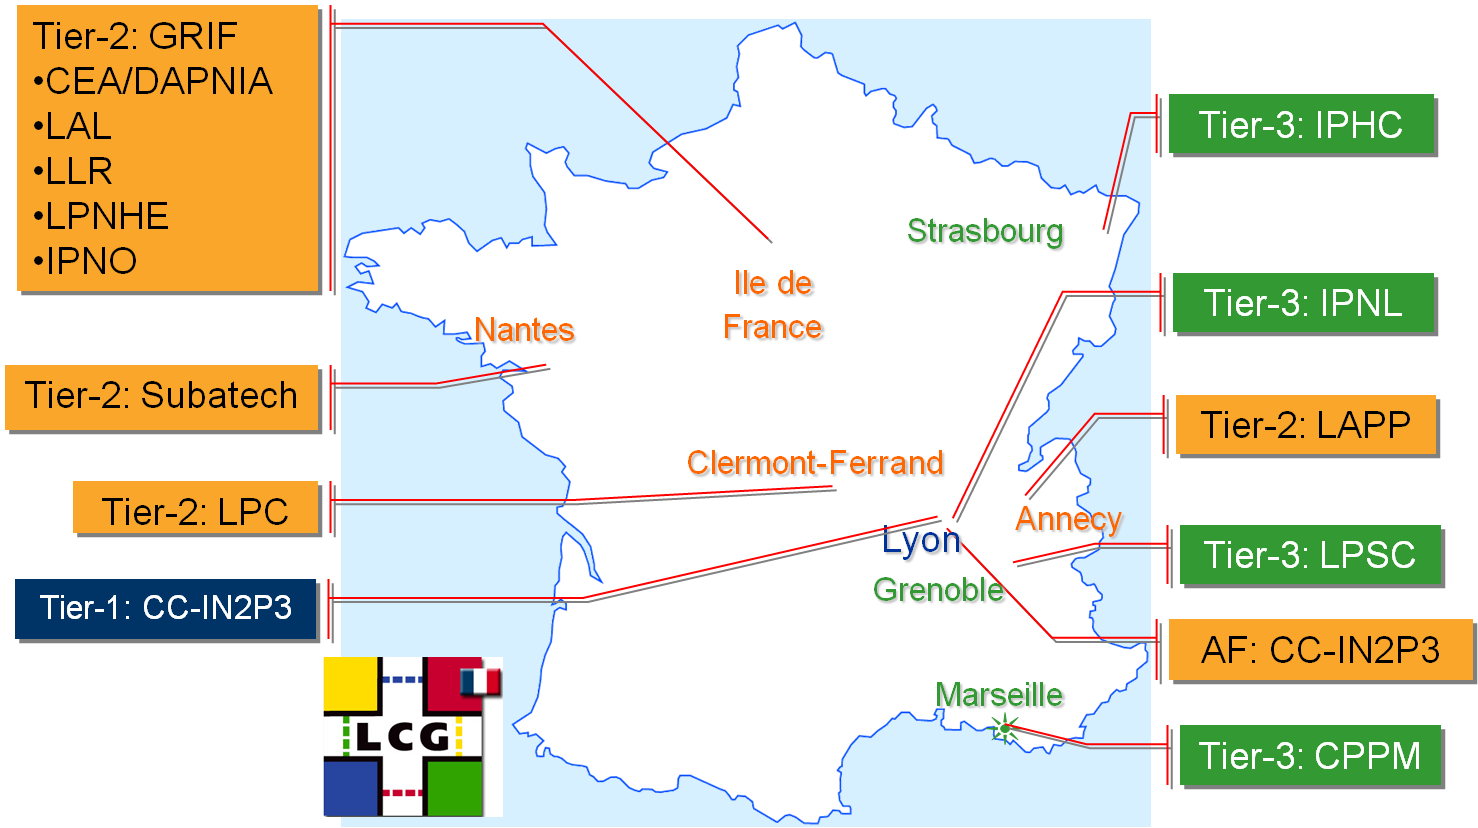 Tier-2: GRIF
•CEA/DAPNIA
•LAL
•LLR
•LPNHE
•IPNO
Tier-2: Subatech
Tier-2: LPC
Tier-1: CC-IN2P3
LCG
Ile de
France
Nantes
Clermont-Ferrand
Strasbourg
Lyon
Annecy
Grenoble
Marseille
Tier-3: IPHC
Tier-3: IPNL
Tier-2: LAPP
Tier-3: LPSC
AF: CC-IN2P3
Tier-3: CPPM